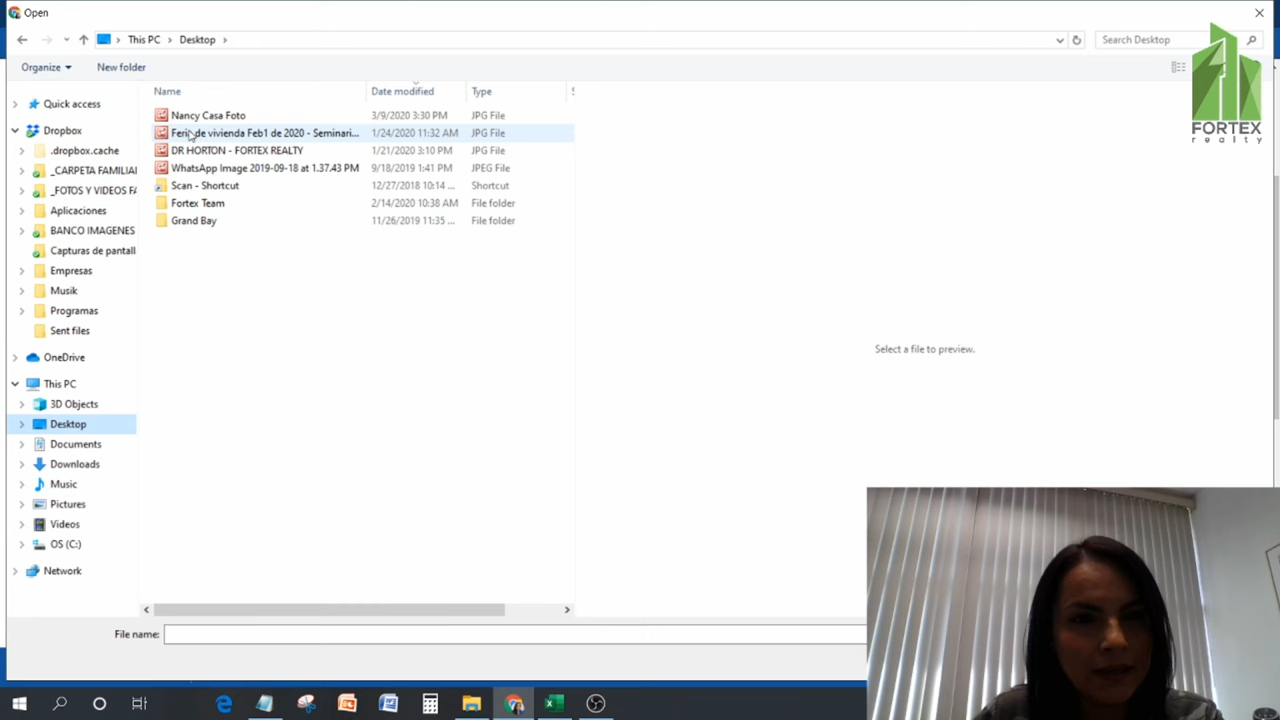 Open
This PC
Desktop
Search Desktop
Organize
New folder
FORTEX
realty
Name
Date modified
Type
S
Quick access
Dropbox
.dropbox.cache
_CARPETA FAMILIA
_FOTOS Y VIDEOS FA
Aplicaciones
BANCO IMAGENES
Capturas de pantall
Empresas
Musik
Programas
Sent files
OneDrive
This PC
3D Objects
Desktop
Documents
Downloads
Music
Pictures
Videos
OS (C:)
Network
Nancy Casa Foto 3/9/2020 3:30 PM JPG File
Feria de vivienda Feb1 de 2020 - Seminari... 1/24/2020 11:32 AM JPG File
DR HORTON - FORTEX REALTY 1/21/2020 3:10 PM JPG File
WhatsApp Image 2019-09-18 at 1.37.43 PM 9/18/2019 1:41 PM JPEG File
Scan - Shortcut 12/27/2018 10:14 ... Shortcut
Fortex Team 2/14/2020 10:38 AM File folder
Grand Bay 11/26/2019 11:35 ... File folder
Select a file to preview.
File name: